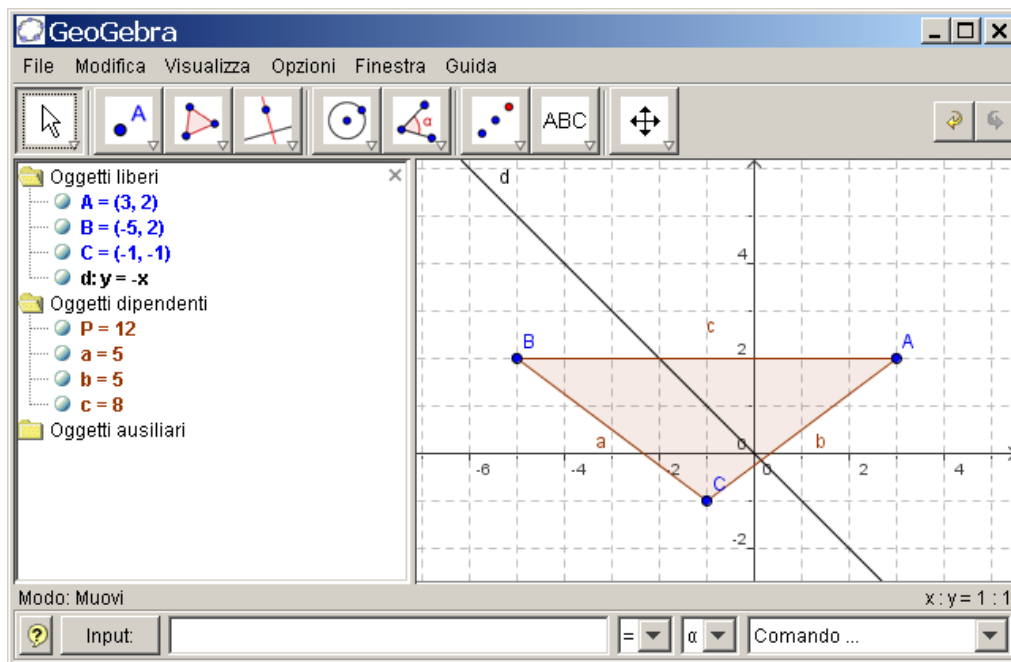 GeoGebra
File Modifica Visualizza Opzioni Finestra Guida
A α ABC
Oggetti liberi
A = (3, 2)
B = (-5, 2)
C = (-1, -1)
d: y = -x
Oggetti dipendenti
P = 12
a = 5
b = 5
c = 8
Oggetti ausiliari
d
4
c
B A
2
a b
0
-6 -4 -2 0 2 4
C
-2
Modo: Muovi x : y = 1 : 1
Input: = α Comando ...